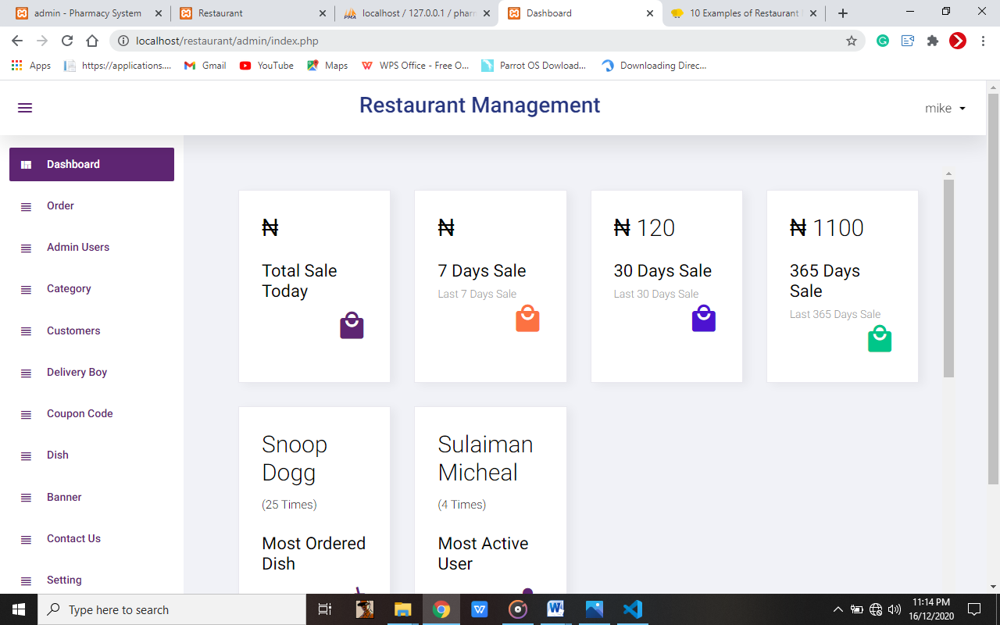 admin - Pharmacy System
Restaurant
localhost / 127.0.0.1 / phar
Dashboard
10 Examples of Restaurant
localhost/restaurant/admin/index.php
Apps
https://applications....
Gmail
YouTube
Maps
WPS Office - Free O...
Parrot OS Dowload...
Downloading Direc...
Restaurant Management
mike
Dashboard
Order
Admin Users
Category
Customers
Delivery Boy
Coupon Code
Dish
Banner
Contact Us
Setting
₦
Total Sale
Today
₦
7 Days Sale
Last 7 Days Sale
₦ 120
30 Days Sale
Last 30 Days Sale
₦ 1100
365 Days
Sale
Last 365 Days Sale
Snoop
Dogg
(25 Times)
Most Ordered
Dish
Sulaiman
Micheal
(4 Times)
Most Active
User
Type here to search
11:14 PM
16/12/2020